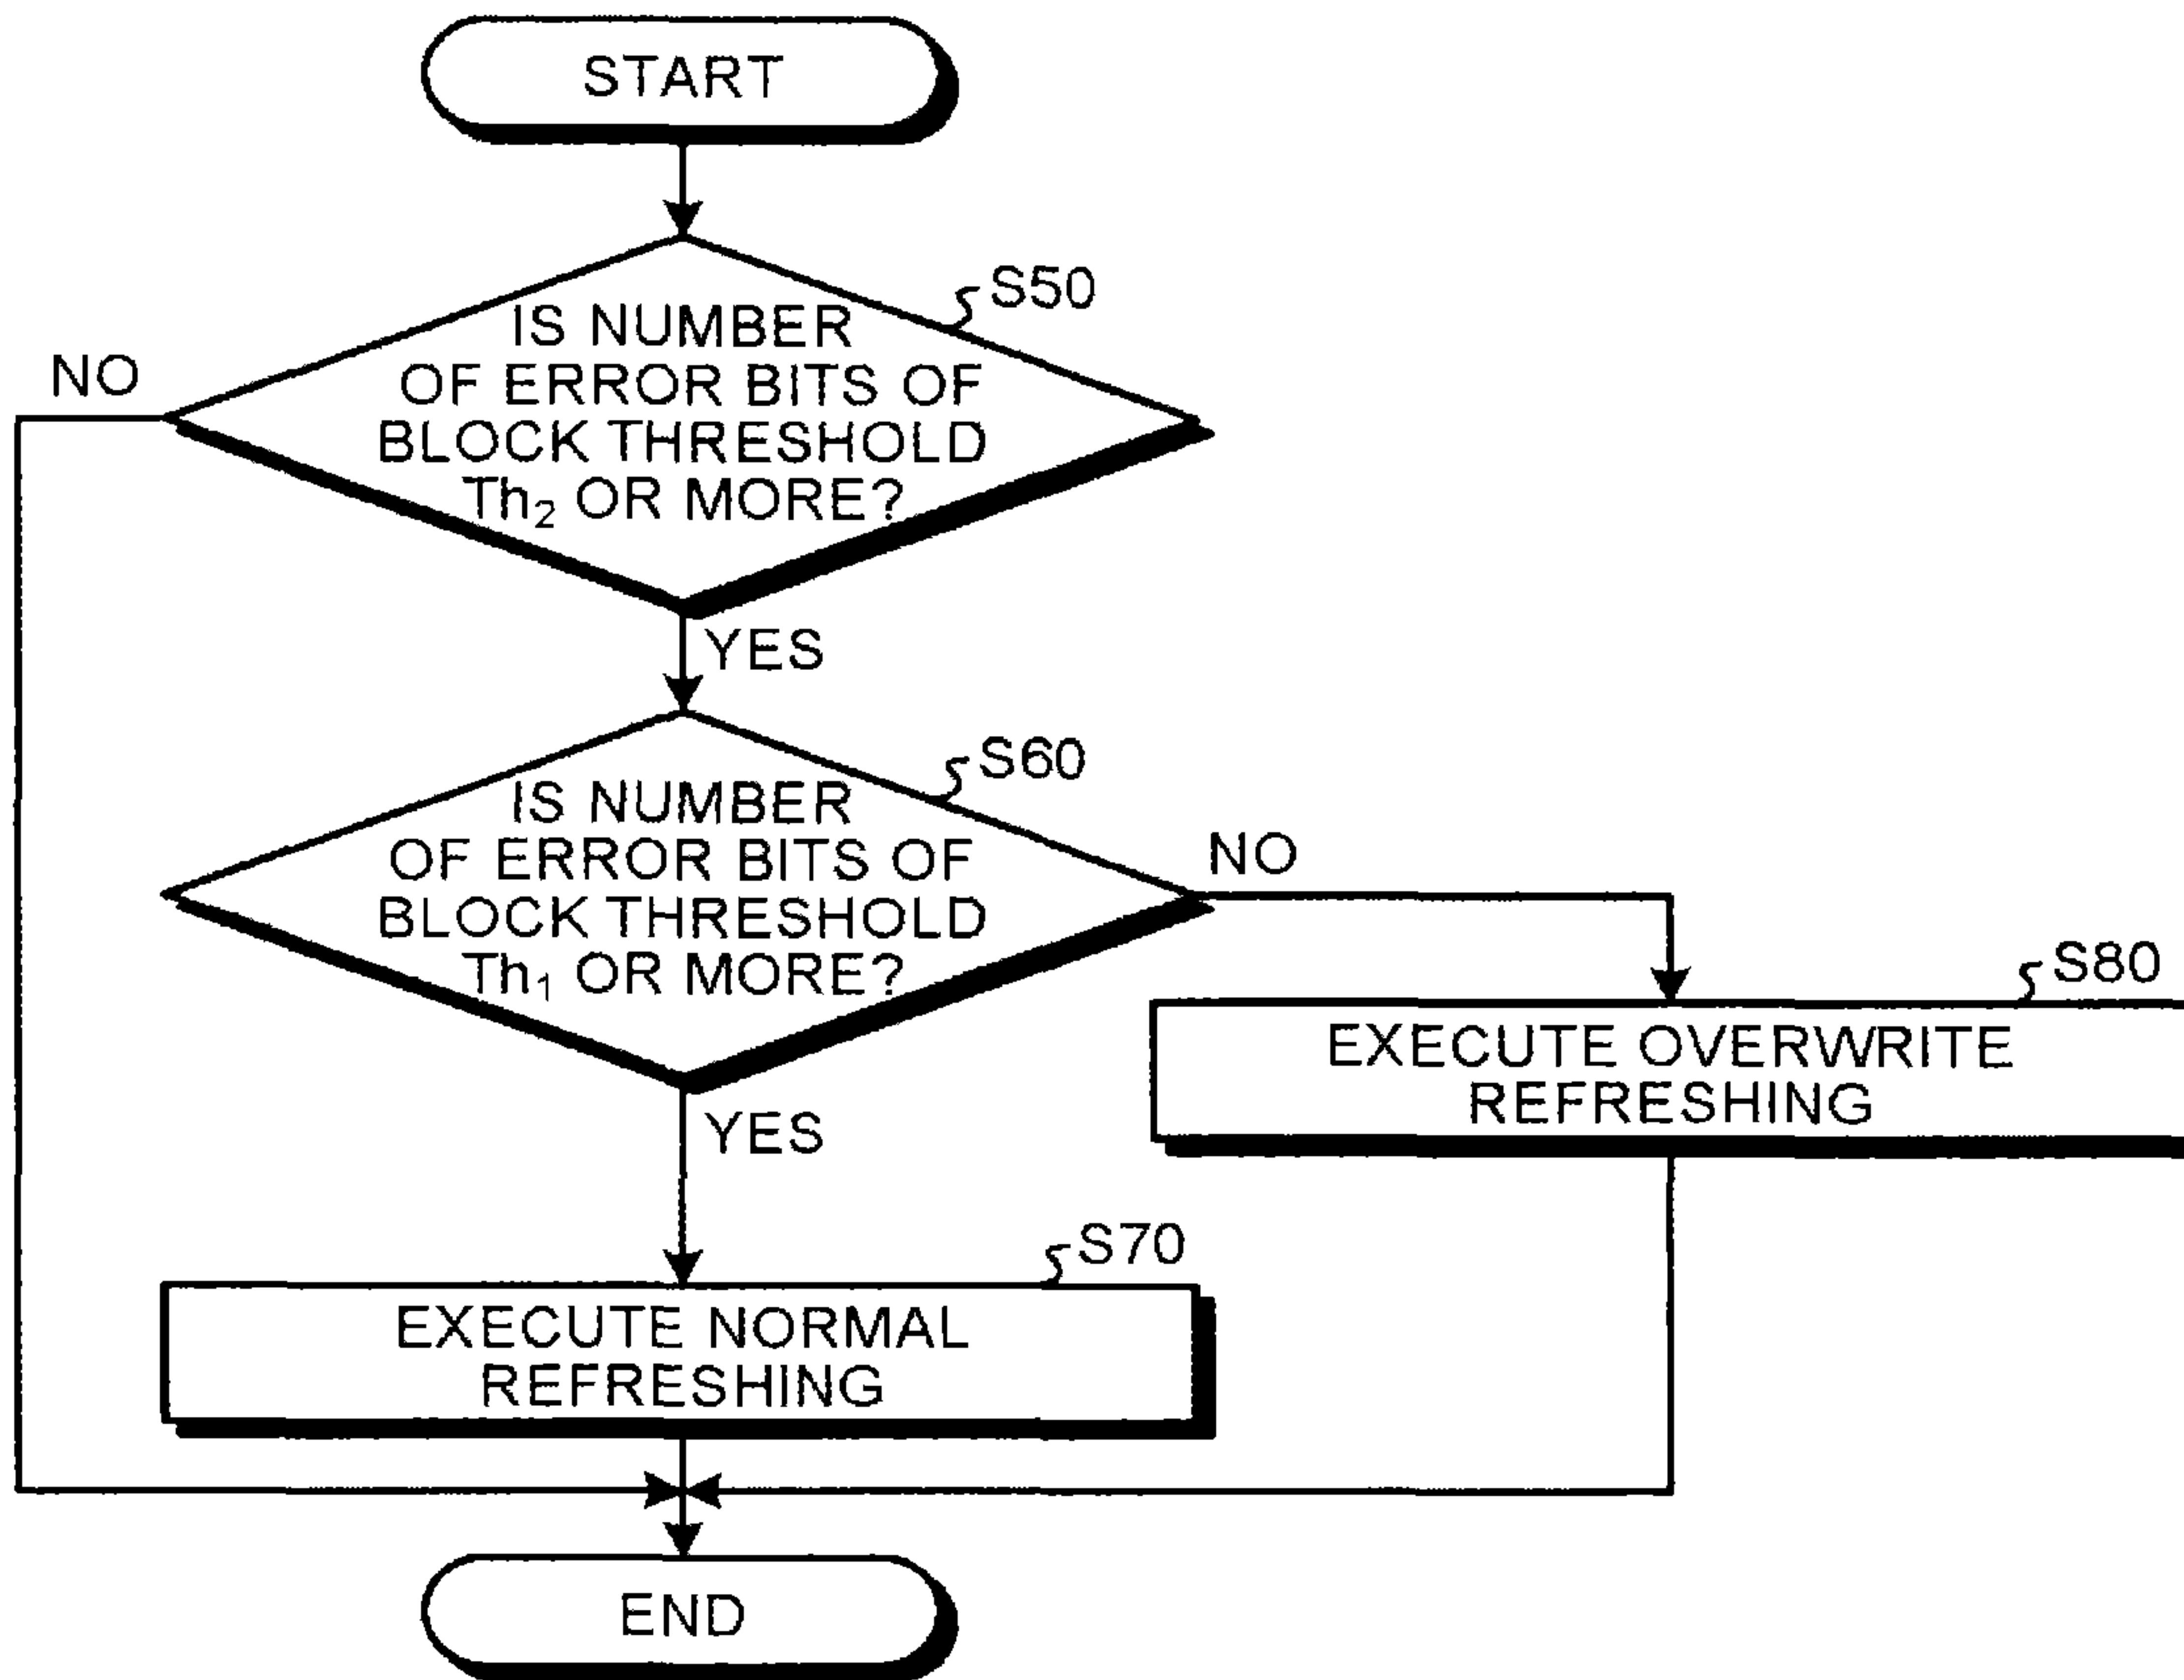 START
S50
IS NUMBER
OF ERROR BITS OF
BLOCK THRESHOLD
Th₂ OR MORE?
NO
YES
S60
IS NUMBER
OF ERROR BITS OF
BLOCK THRESHOLD
Th₁ OR MORE?
NO
S80
EXECUTE OVERWRITE
REFRESHING
YES
S70
EXECUTE NORMAL
REFRESHING
END